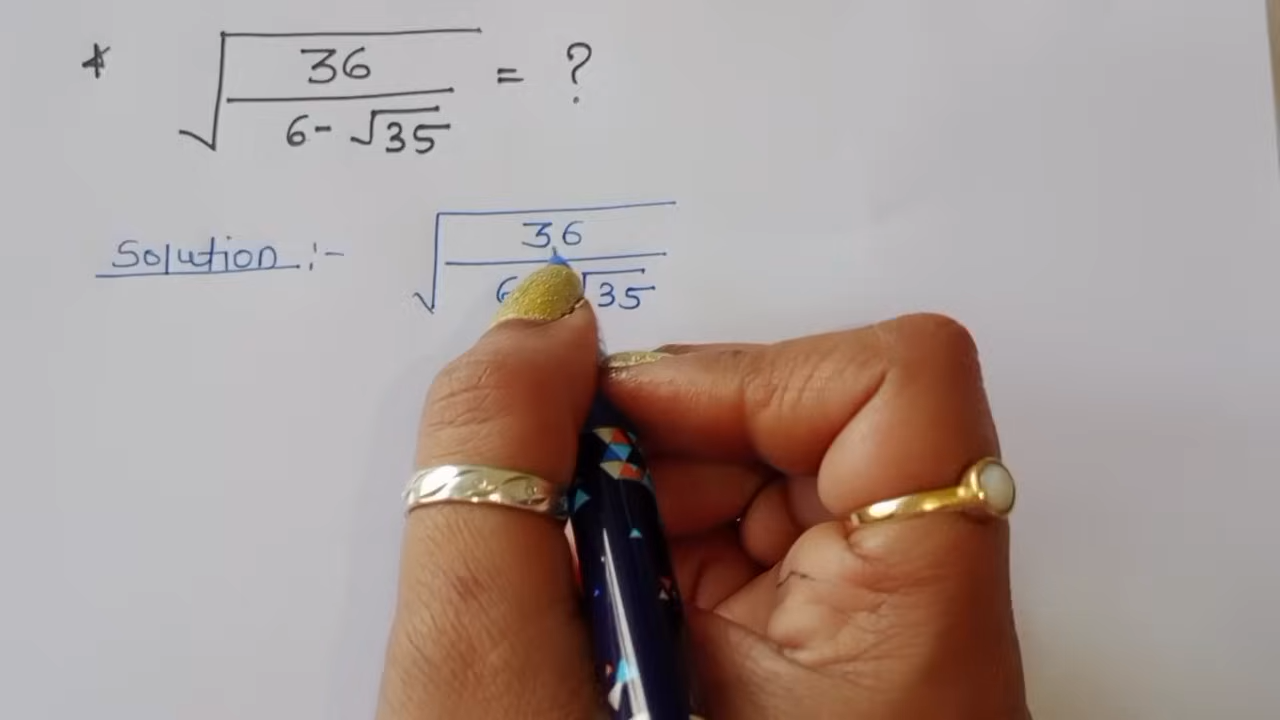 * √(36/(6-√35)) = ?
Solution :- √(36/(6 √35))